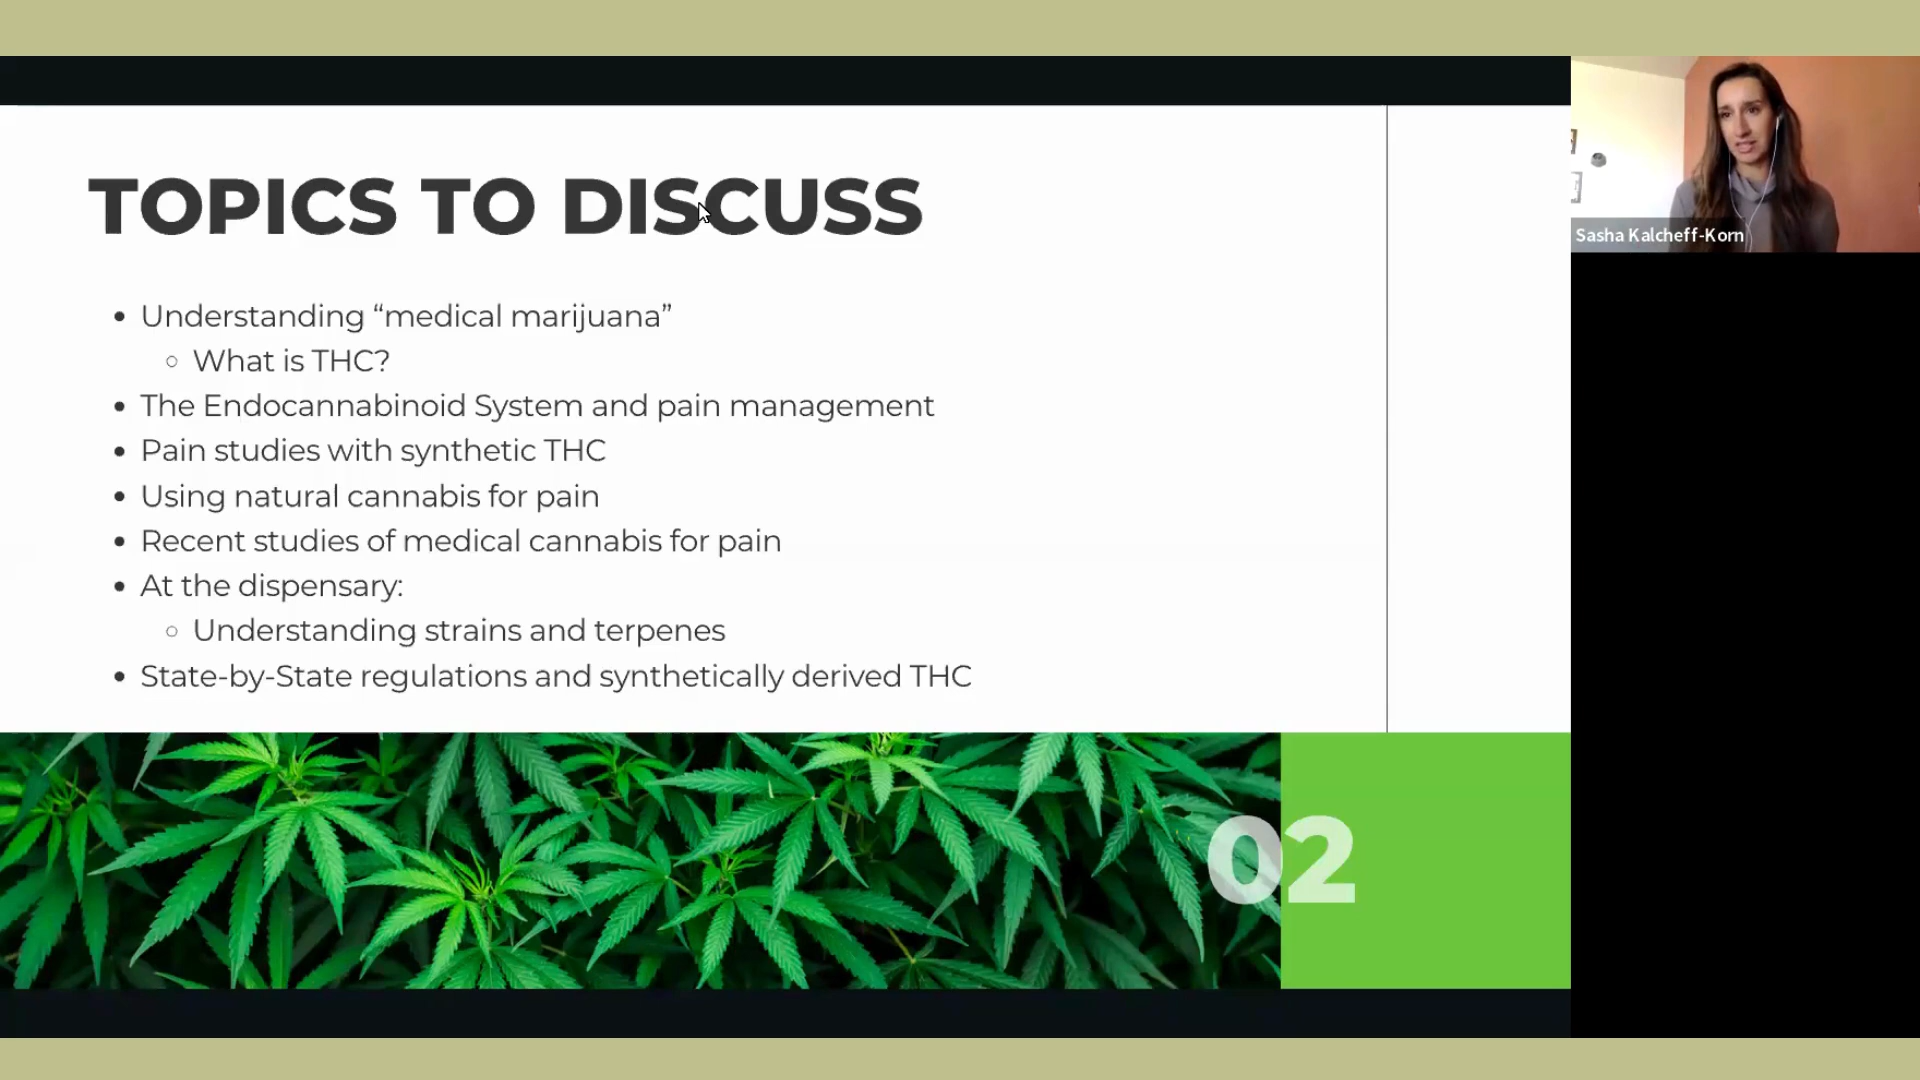 TOPICS TO DISCUSS
• Understanding “medical marijuana”
○ What is THC?
• The Endocannabinoid System and pain management
• Pain studies with synthetic THC
• Using natural cannabis for pain
• Recent studies of medical cannabis for pain
• At the dispensary:
○ Understanding strains and terpenes
• State-by-State regulations and synthetically derived THC
02
Sasha Kalcheff-Korn